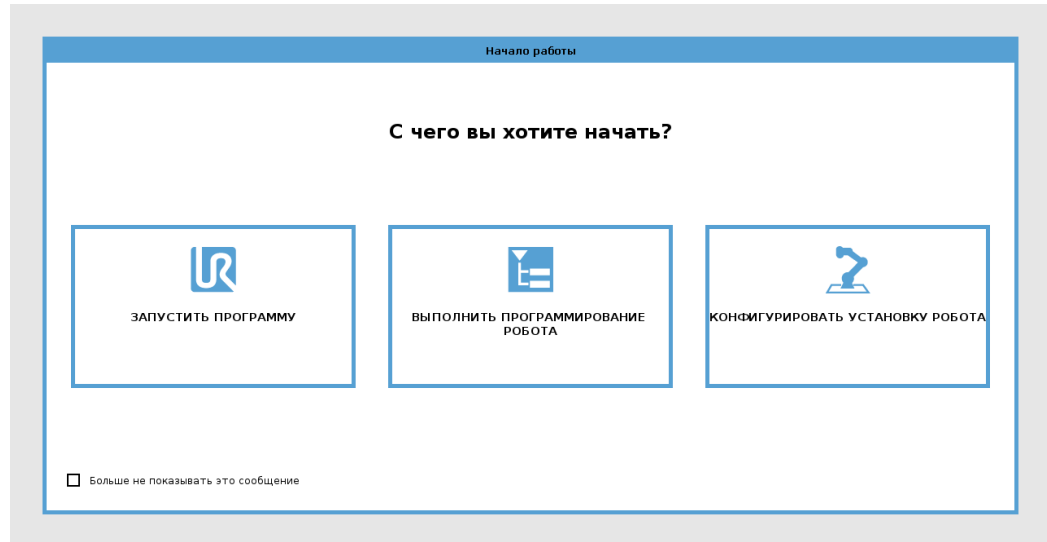 Начало работы
С чего вы хотите начать?
ЗАПУСТИТЬ ПРОГРАММУ
ВЫПОЛНИТЬ ПРОГРАММИРОВАНИЕ
РОБОТА
КОНФИГУРИРОВАТЬ УСТАНОВКУ РОБОТА
Больше не показывать это сообщение